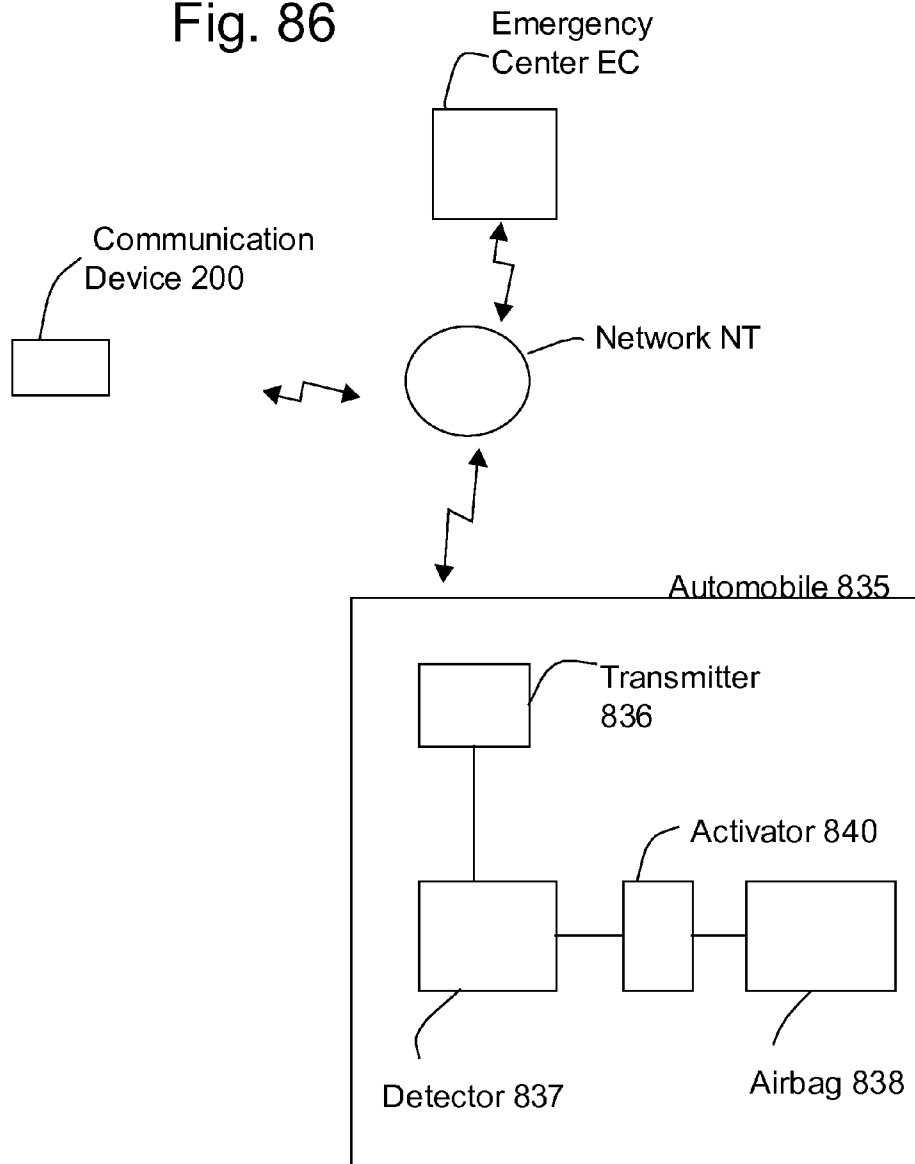 Fig. 86
Emergency
Center EC
Communication
Device 200
Network NT
Automobile 835
Transmitter
836
Activator 840
Detector 837
Airbag 838